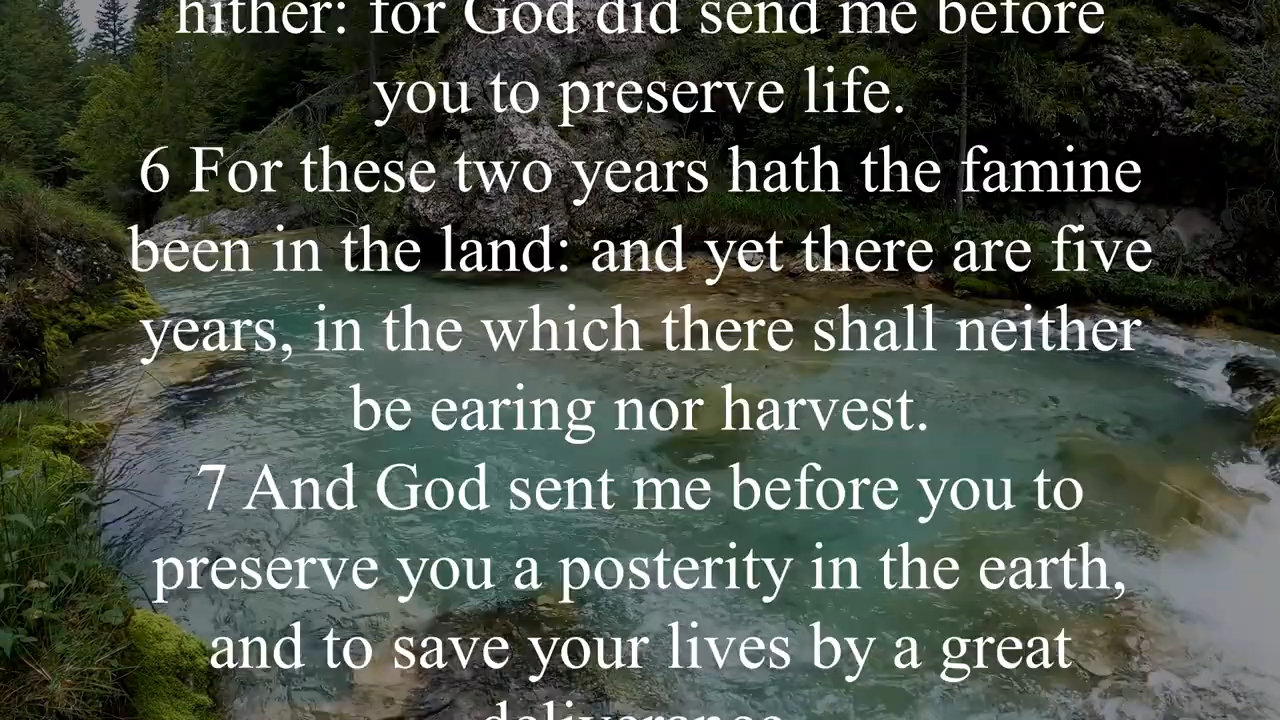 hither: for God did send me before
you to preserve life.
6 For these two years hath the famine
been in the land: and yet there are five
years, in the which there shall neither
be earing nor harvest.
7 And God sent me before you to
preserve you a posterity in the earth,
and to save your lives by a great
deliverance.